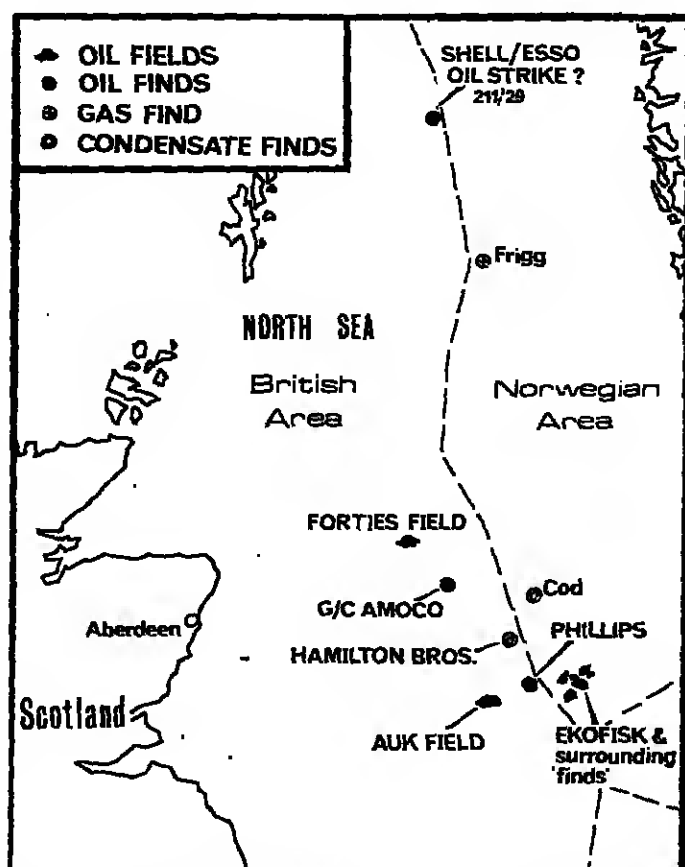 OIL FIELDS
OIL FINDS
GAS FIND
CONDENSATE FINDS
SHELL/ESSO
OIL STRIKE ?
211/29
Frigg
NORTH SEA
British
Area
Norwegian
Area
FORTIES FIELD
G/C AMOCO
Cod
Aberdeen
HAMILTON BROS.
PHILLIPS
Scotland
AUK FIELD
EKOFISK &
surrounding
'finds'